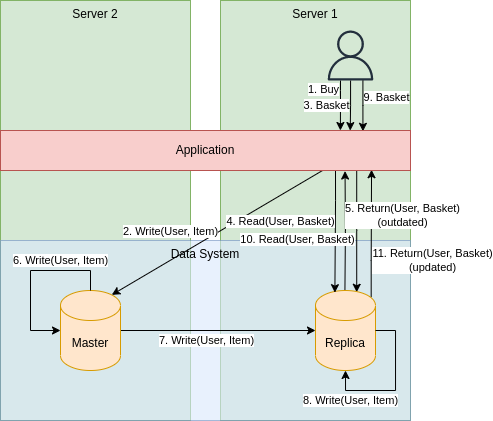 Server 2
Server 1
1. Buy
3. Basket
9. Basket
Application
2. Write(User, Item)
4. Read(User, Basket)
5. Return(User, Basket)
(outdated)
10. Read(User, Basket)
Data System
11. Return(User, Basket)
(updated)
6. Write(User, Item)
Master
7. Write(User, Item)
Replica
8. Write(User, Item)